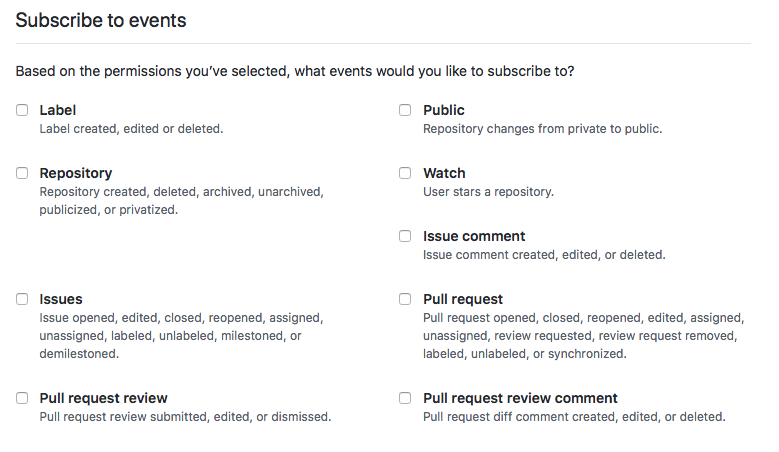 Subscribe to events
Based on the permissions you’ve selected, what events would you like to subscribe to?
Label
Label created, edited or deleted.
Public
Repository changes from private to public.
Repository
Repository created, deleted, archived, unarchived,
publicized, or privatized.
Watch
User stars a repository.
Issue comment
Issue comment created, edited, or deleted.
Issues
Issue opened, edited, closed, reopened, assigned,
unassigned, labeled, unlabeled, milestoned, or
demilestoned.
Pull request
Pull request opened, closed, reopened, edited, assigned,
unassigned, review requested, review request removed,
labeled, unlabeled, or synchronized.
Pull request review
Pull request review submitted, edited, or dismissed.
Pull request review comment
Pull request diff comment created, edited, or deleted.